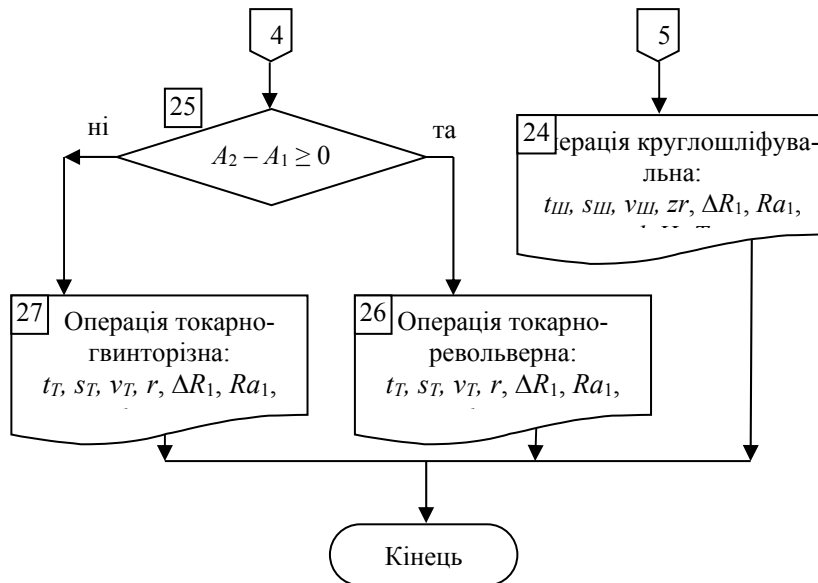 4
5
25
ні
та
A₂ – A₁ ≥ 0
24
ерація круглошліфува-
льна:
tШ, sШ, vШ, zr, ΔR₁, Ra₁,
27
Операція токарно-
гвинторізна:
tT, sT, vT, r, ΔR₁, Ra₁,
26
Операція токарно-
револьверна:
tT, sT, vT, r, ΔR₁, Ra₁,
Кінець